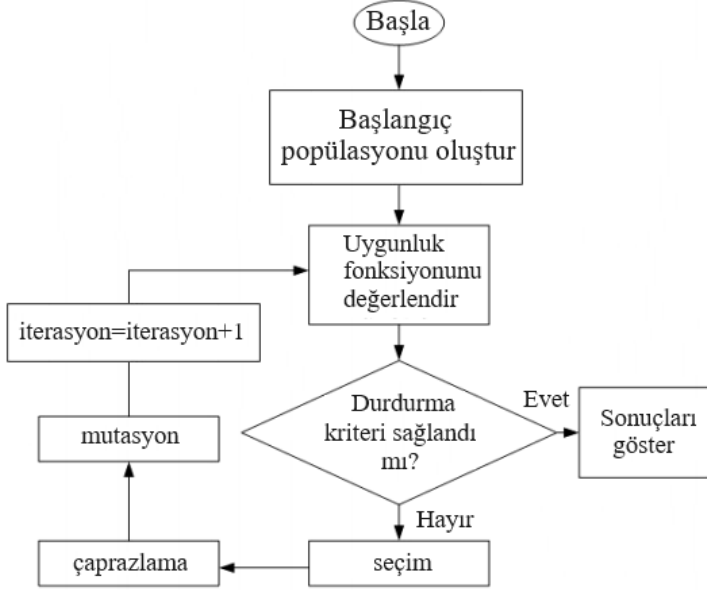 Başla
Başlangıç
popülasyonu oluştur
Uygunluk
fonksiyonunu
değerlendir
iterasyon=iterasyon+1
Durdurma
kriteri sağlandı
mı?
Evet
Sonuçları
göster
mutasyon
Hayır
çaprazlama
seçim